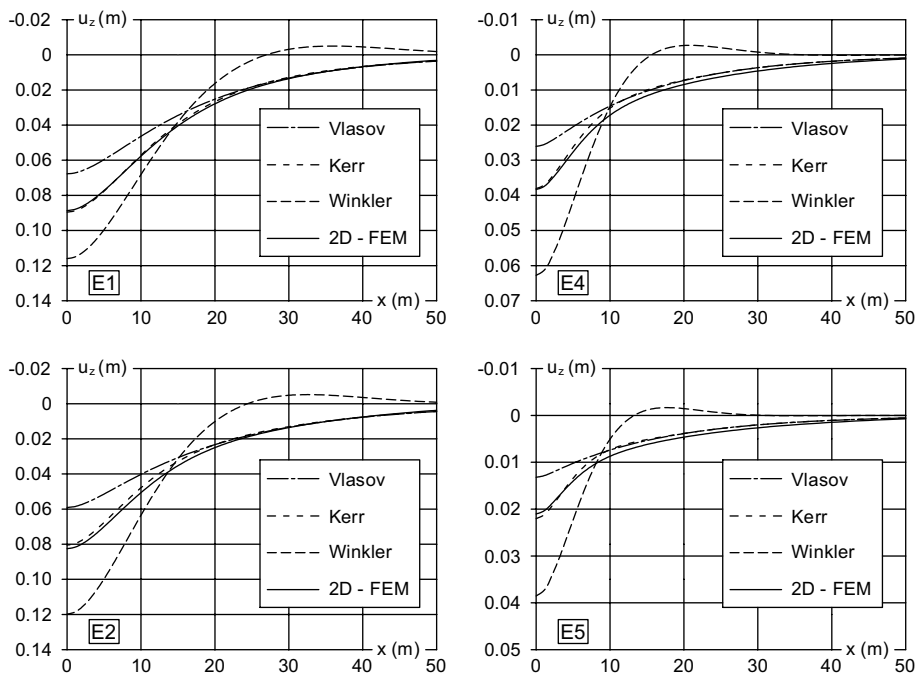 -0.02
u_z (m)
0
0.02
0.04
0.06
0.08
0.10
0.12
0.14
Vlasov
Kerr
Winkler
2D - FEM
E1
x (m)
0 10 20 30 40 50
-0.01
u_z (m)
0
0.01
0.02
0.03
0.04
0.05
0.06
0.07
Vlasov
Kerr
Winkler
2D - FEM
E4
x (m)
0 10 20 30 40 50
-0.02
u_z (m)
0
0.02
0.04
0.06
0.08
0.10
0.12
0.14
Vlasov
Kerr
Winkler
2D - FEM
E2
x (m)
0 10 20 30 40 50
-0.01
u_z (m)
0
0.01
0.02
0.03
0.04
0.05
Vlasov
Kerr
Winkler
2D - FEM
E5
x (m)
0 10 20 30 40 50